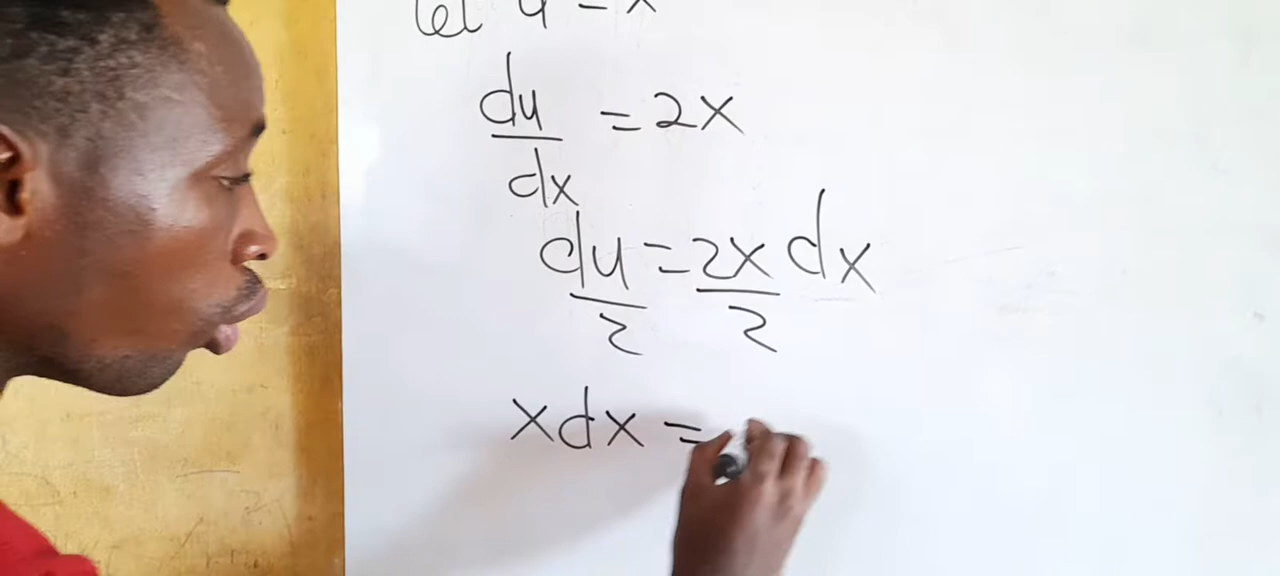 let u = x
du/dx = 2x
du/2 = 2x/2 dx
x dx =